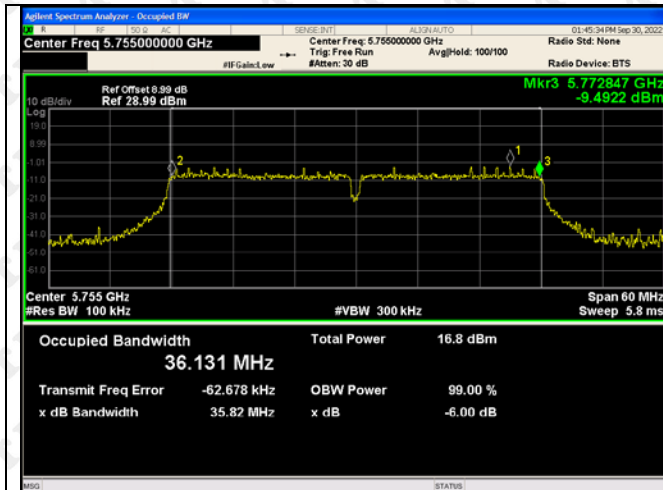 Agilent Spectrum Analyzer - Occupied BW
R RF 50 Ω AC SENSE:INT ALIGN AUTO 01:45:34 PM Sep 30, 2022
Center Freq 5.755000000 GHz Center Freq: 5.755000000 GHz Radio Std: None
Trig: Free Run Avg|Hold: 100/100
#IFGain:Low #Atten: 30 dB Radio Device: BTS
Mkr3 5.772847 GHz
-9.4922 dBm
Ref Offset 8.99 dB
10 dB/div Ref 28.99 dBm
Log
19.0
8.99
-1.01
-11.0
-21.0
-31.0
-41.0
-51.0
-61.0
2
1
3
Center 5.755 GHz Span 60 MHz
#Res BW 100 kHz #VBW 300 kHz Sweep 5.8 ms
Occupied Bandwidth Total Power 16.8 dBm
36.131 MHz
Transmit Freq Error -62.678 kHz OBW Power 99.00 %
x dB Bandwidth 35.82 MHz x dB -6.00 dB
MSG STATUS